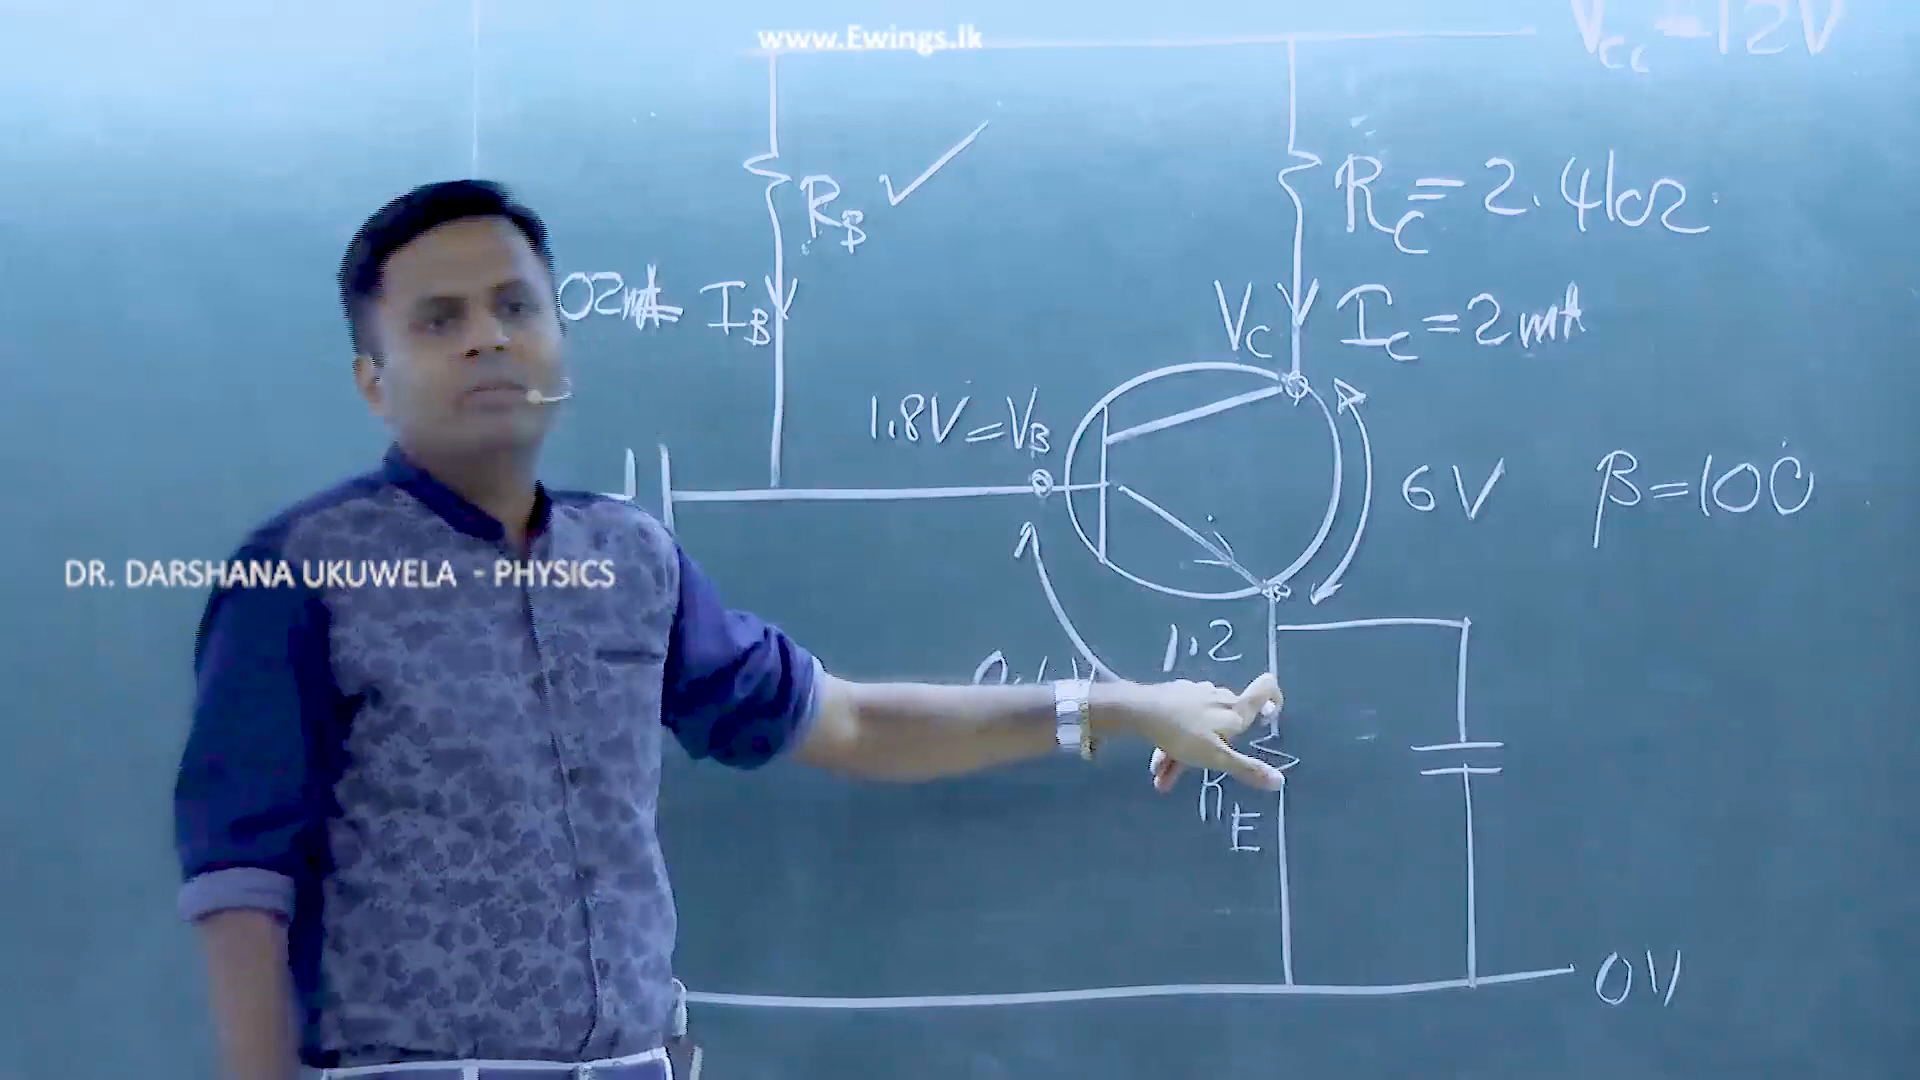 www.Ewings.lk
VCC = 12V
RB ✓
RC = 2.4kΩ
02mA IB
VC
IC = 2mA
1.8V = VB
6V
β = 100
DR. DARSHANA UKUWELA - PHYSICS
1.2
RE
0V